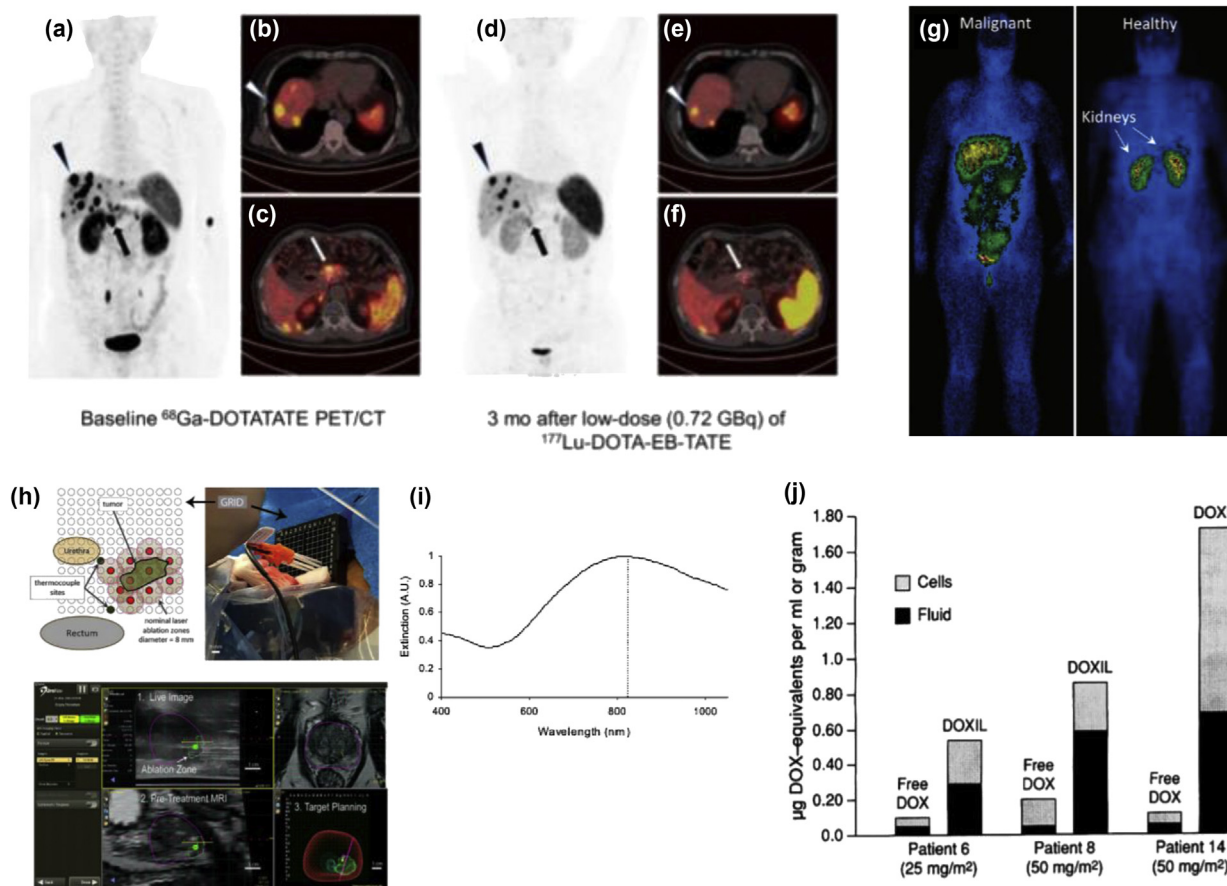 (a)
(b)
(c)
(d)
(e)
(f)
(g)
Malignant
Healthy
Kidneys
Baseline ⁶⁸Ga-DOTATATE PET/CT
3 mo after low-dose (0.72 GBq) of
¹⁷⁷Lu-DOTA-EB-TATE
(h)
tumor
GRID
Urethra
thermocouple
sites
Rectum
nominal laser
ablation zones
diameter = 8 mm
1. Live Image
Ablation Zone
2. Pre-Treatment MRI
3. Target Planning
(i)
Extinction (A.U.)
1
0.8
0.6
0.4
0.2
0
400
600
800
1000
Wavelength (nm)
(j)
µg DOX–equivalents per ml or gram
1.80
1.60
1.40
1.20
1.0
0.80
0.60
0.40
0.20
0.0
Cells
Fluid
Free
DOX
DOXIL
Free
DOX
DOXIL
Free
DOX
DOX
Patient 6
(25 mg/m²)
Patient 8
(50 mg/m²)
Patient 14
(50 mg/m²)